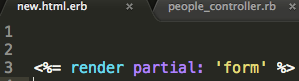 new.html.erb × people_controller.rb
1
2
3 <%= render partial: 'form' %>